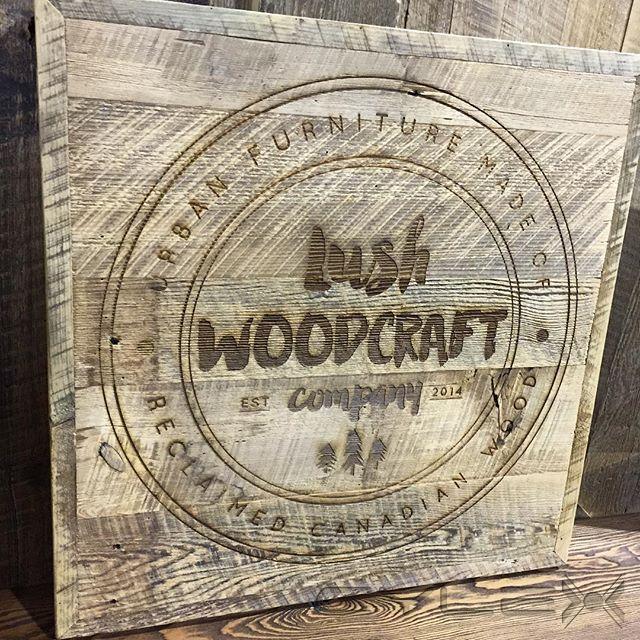 URBAN FURNITURE MADE OF
Lush
WOODCRAFT
EST company 2014
RECLAIMED CANADIAN WOOD